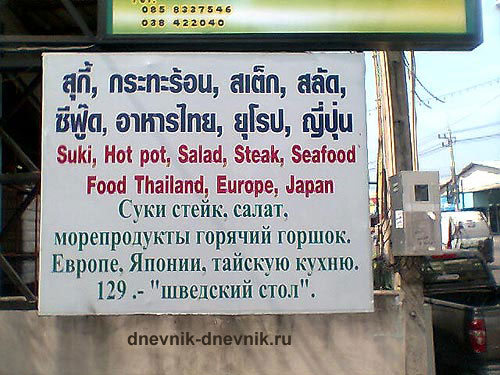 085 8337546
038 422040
สุกี้, กระทะร้อน, สเต็ก, สลัด,
ซีฟู๊ด, อาหารไทย, ยุโรป, ญี่ปุ่น
Suki, Hot pot, Salad, Steak, Seafood
Food Thailand, Europe, Japan
Суки стейк, салат,
морепродукты горячий горшок.
Европе, Японии, тайскую кухню.
129 .- "шведский стол".
dnevnik-dnevnik.ru